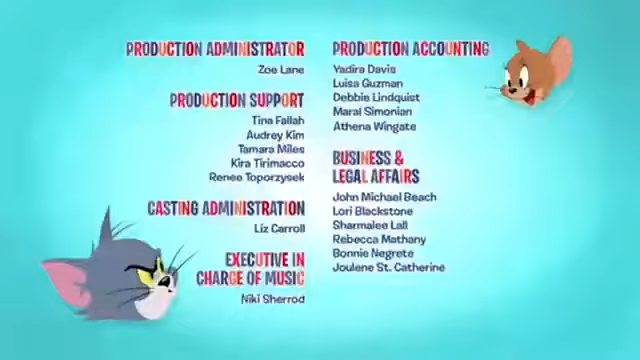 PRODUCTION ADMINISTRATOR
Zoe Lane
PRODUCTION SUPPORT
Tina Fallah
Audrey Kim
Tamara Miles
Kira Tirimacco
Renee Toporzysek
CASTING ADMINISTRATION
Liz Carroll
EXECUTIVE IN
CHARGE OF MUSIC
Niki Sherrod
PRODUCTION ACCOUNTING
Yadira Davis
Luisa Guzman
Debbie Lindquist
Maral Simonian
Athena Wingate
BUSINESS &
LEGAL AFFAIRS
John Michael Beach
Lori Blackstone
Sharmalee Lall
Rebecca Mathany
Bonnie Negrete
Joulene St. Catherine